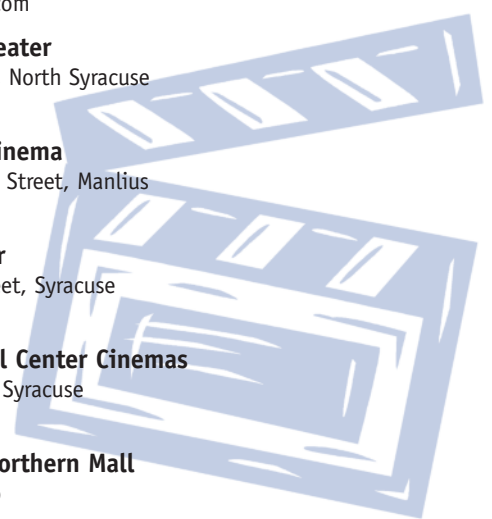 om
eater
North Syracuse
inema
Street, Manlius
r
et, Syracuse
l Center Cinemas
Syracuse
orthern Mall